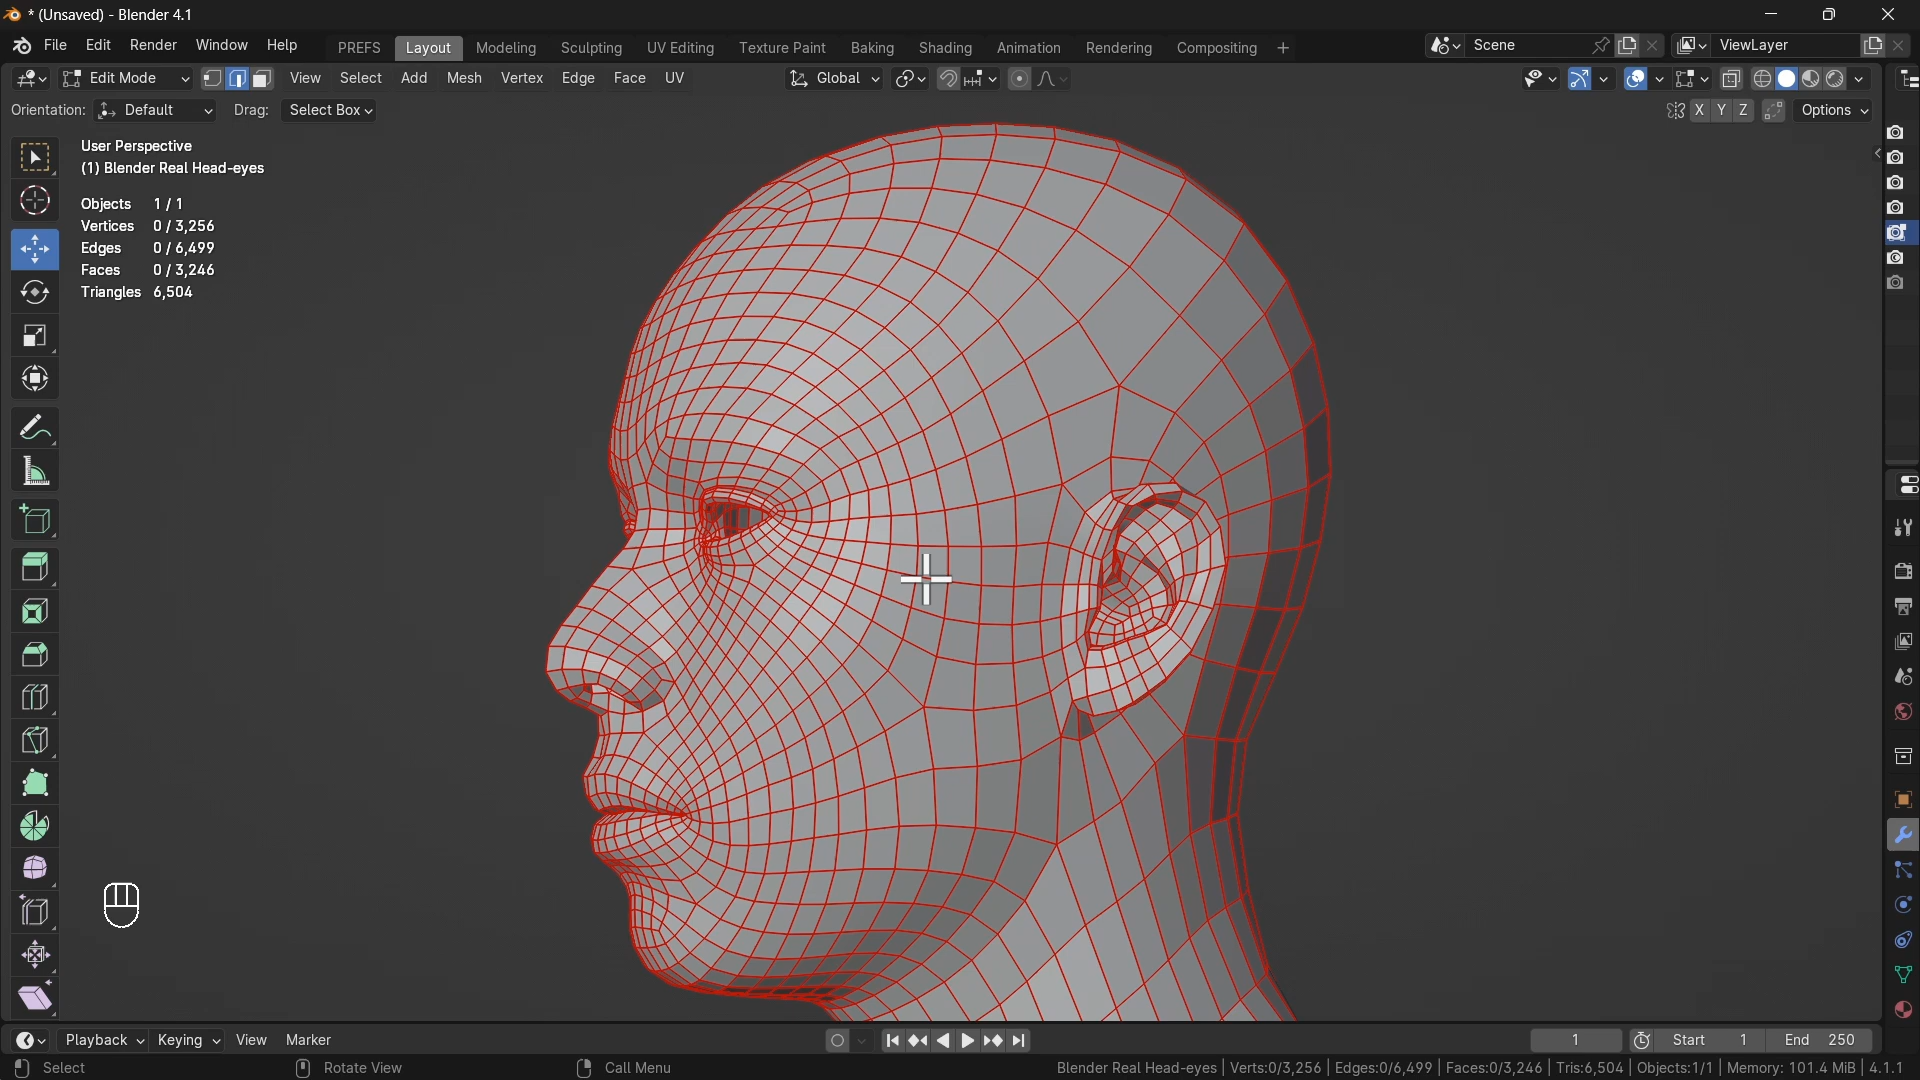 * (Unsaved) - Blender 4.1
File Edit Render Window Help PREFS Layout Modeling Sculpting UV Editing Texture Paint Baking Shading Animation Rendering Compositing + Scene ViewLayer
Edit Mode View Select Add Mesh Vertex Edge Face UV Global
Orientation: Default Drag: Select Box X Y Z Options
User Perspective
(1) Blender Real Head-eyes
Objects 1 / 1
Vertices 0 / 3,256
Edges 0 / 6,499
Faces 0 / 3,246
Triangles 6,504
Playback Keying View Marker 1 Start 1 End 250
Select Rotate View Call Menu Blender Real Head-eyes | Verts:0/3,256 | Edges:0/6,499 | Faces:0/3,246 | Tris:6,504 | Objects:1/1 | Memory: 101.4 MiB | 4.1.1